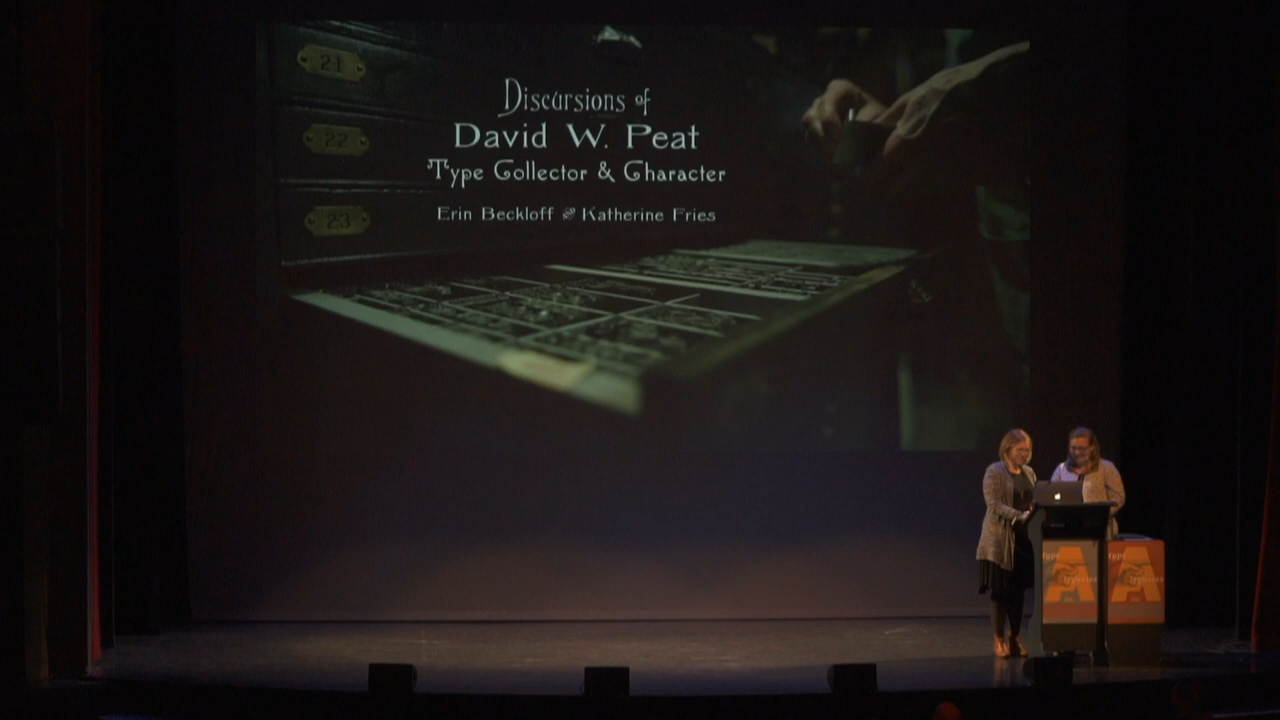 21
22
23
Discursions of
David W. Peat
Type Collector & Character
Erin Beckloff & Katherine Fries